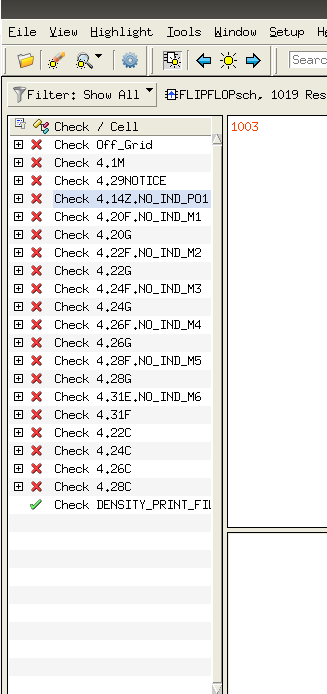 File View Highlight Tools Window Setup H
Searc
Filter: Show All FLIPFLOPsch, 1019 Res
Check / Cell
1003
Check Off_Grid
Check 4.1M
Check 4.29NOTICE
Check 4.14Z.NO_IND_PO1
Check 4.20F.NO_IND_M1
Check 4.20G
Check 4.22F.NO_IND_M2
Check 4.22G
Check 4.24F.NO_IND_M3
Check 4.24G
Check 4.26F.NO_IND_M4
Check 4.26G
Check 4.28F.NO_IND_M5
Check 4.28G
Check 4.31E.NO_IND_M6
Check 4.31F
Check 4.22C
Check 4.24C
Check 4.26C
Check 4.28C
Check DENSITY_PRINT_FIL